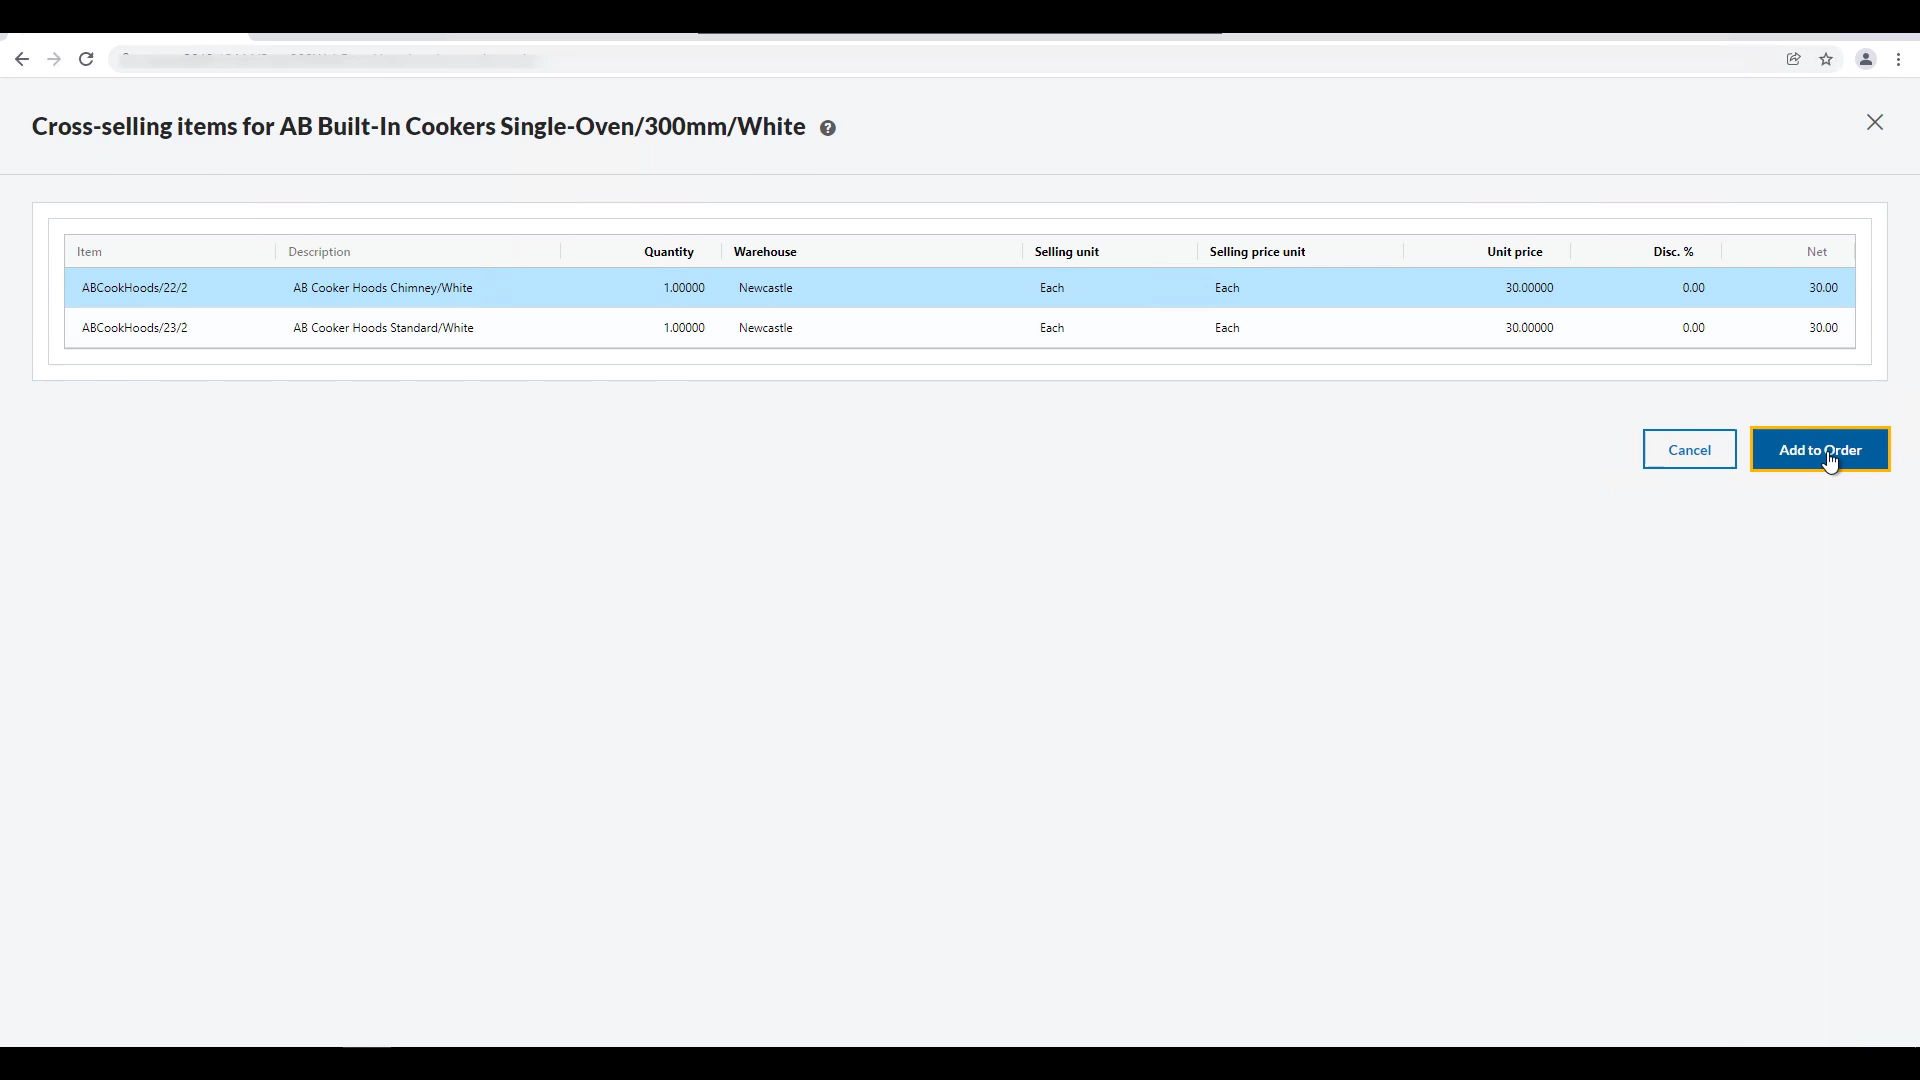 Cross-selling items for AB Built-In Cookers Single-Oven/300mm/White ?
Item Description Quantity Warehouse Selling unit Selling price unit Unit price Disc. % Net
ABCookHoods/22/2 AB Cooker Hoods Chimney/White 1.00000 Newcastle Each Each 30.00000 0.00 30.00
ABCookHoods/23/2 AB Cooker Hoods Standard/White 1.00000 Newcastle Each Each 30.00000 0.00 30.00
Cancel Add to Order